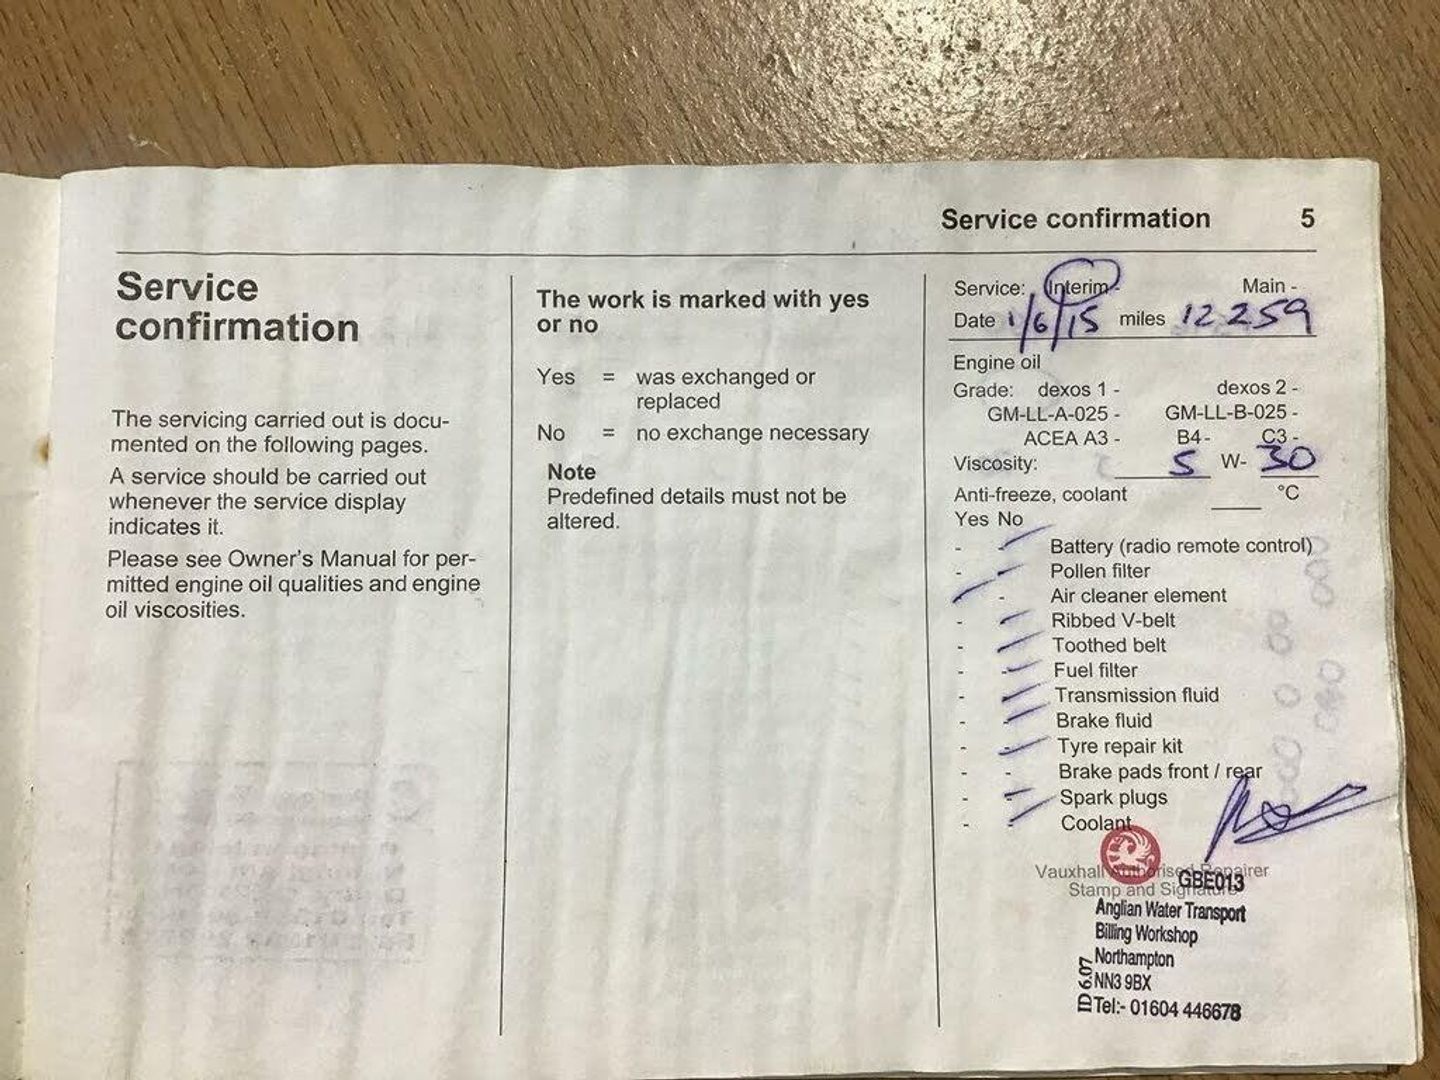 Service confirmation 5
Service
confirmation
The servicing carried out is docu-
mented on the following pages.
A service should be carried out
whenever the service display
indicates it.
Please see Owner's Manual for per-
mitted engine oil qualities and engine
oil viscosities.
The work is marked with yes
or no
Yes = was exchanged or
replaced
No = no exchange necessary
Note
Predefined details must not be
altered.
Service: Interim - Main -
Date 1/6/15 miles 12259
Engine oil
Grade: dexos 1 - dexos 2 -
GM-LL-A-025 - GM-LL-B-025 -
ACEA A3 - B4- C3 -
Viscosity: 5 W- 30
Anti-freeze, coolant ____ °C
Yes No
- - Battery (radio remote control)
- - Pollen filter
- - Air cleaner element
- - Ribbed V-belt
- - Toothed belt
- - Fuel filter
- - Transmission fluid
- - Brake fluid
- - Tyre repair kit
- - Brake pads front / rear
- - Spark plugs
- - Coolant
Vauxhall Authorised Repairer
Stamp and Signature
GBE013
Anglian Water Transport
Billing Workshop
Northampton
NN3 9BX
Tel:- 01604 446678
ID 6.07